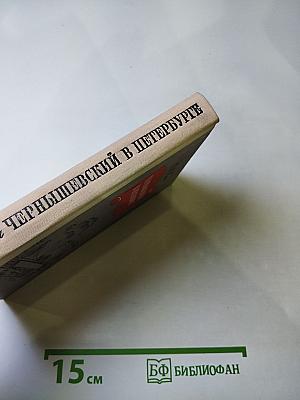 ЧЕРНЫШЕВСКИЙ В ПЕТЕРБУРГЕ
15 см
БФ БИБЛИОФАН